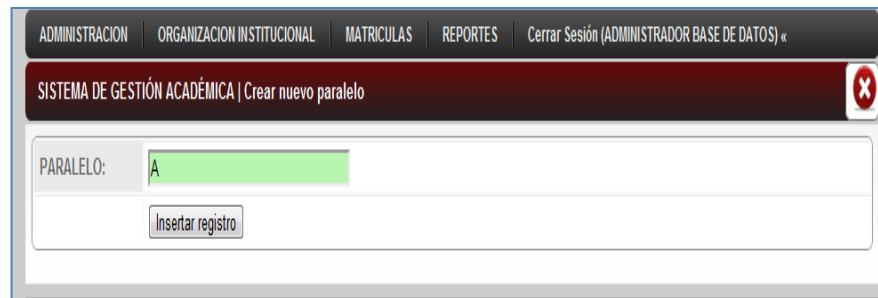 ADMINISTRACION ORGANIZACION INSTITUCIONAL MATRICULAS REPORTES Cerrar Sesión (ADMINISTRADOR BASE DE DATOS) «
SISTEMA DE GESTIÓN ACADÉMICA | Crear nuevo paralelo
PARALELO: A
Insertar registro